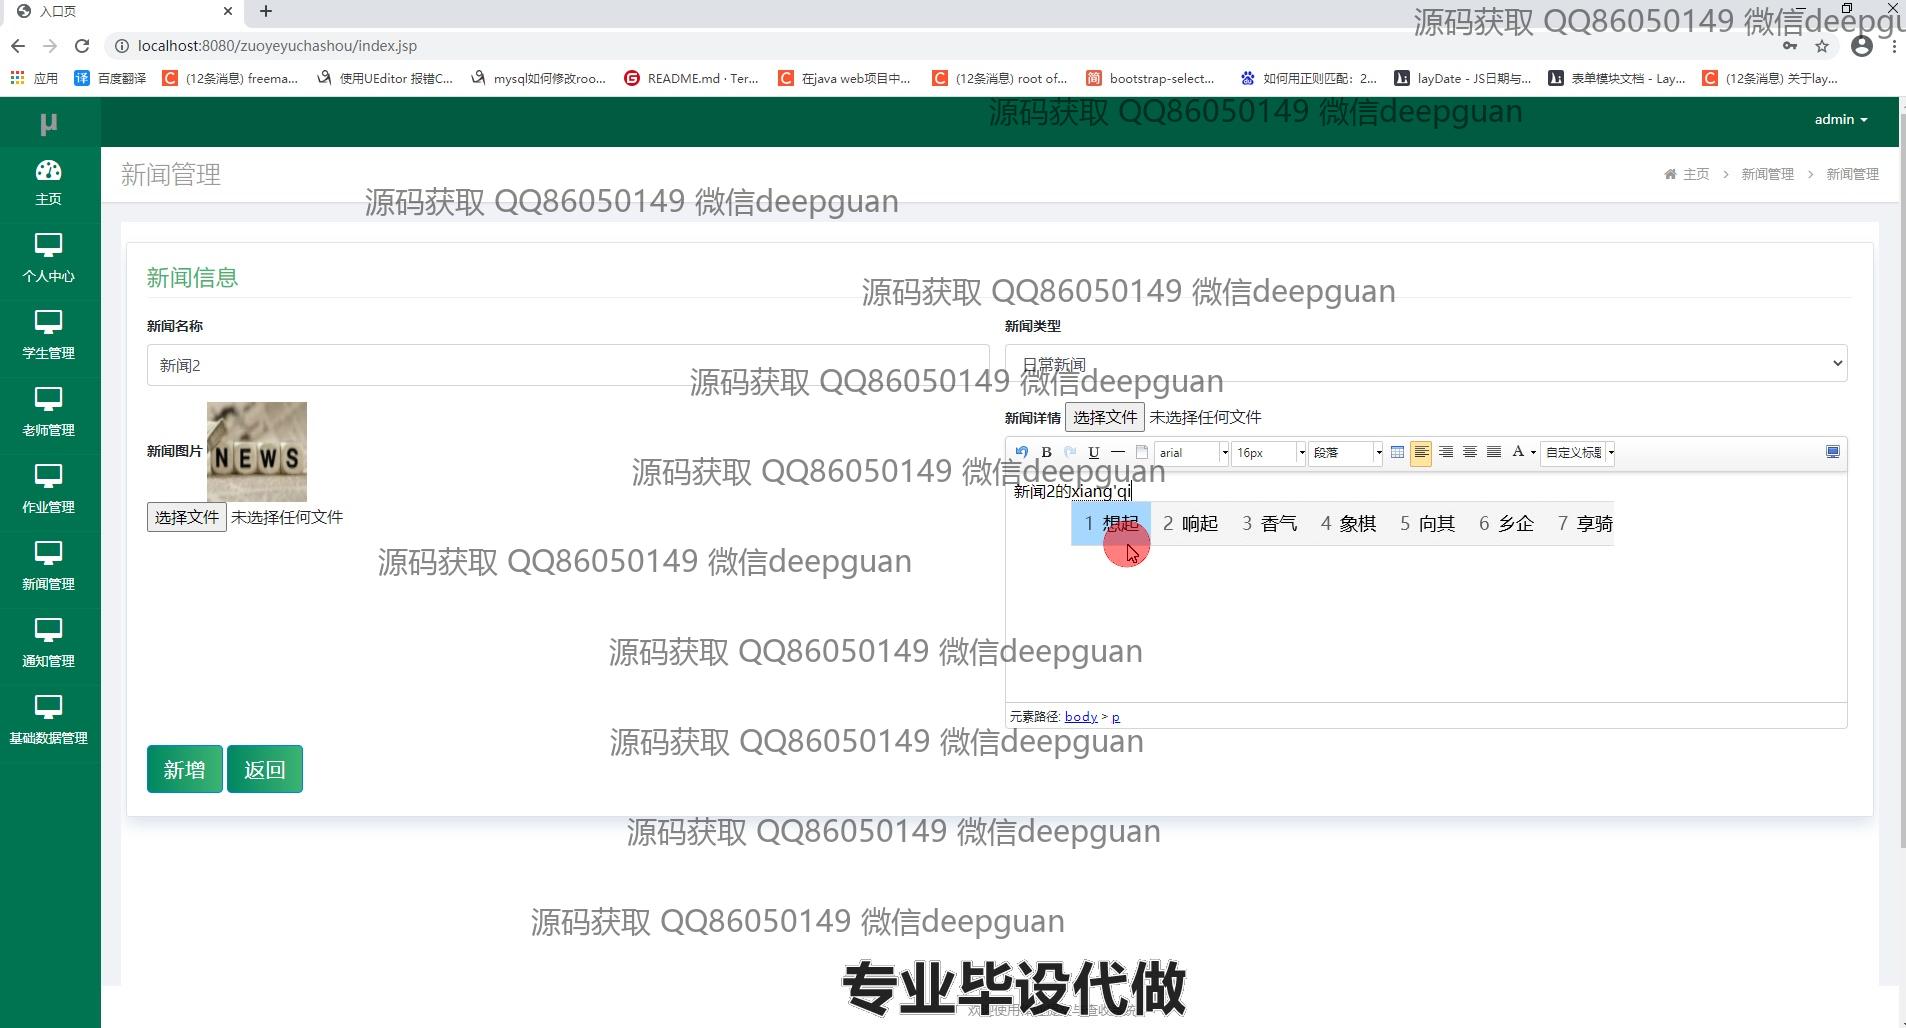 入口页
源码获取 QQ86050149 微信deepgu
localhost:8080/zuoyeyuchashou/index.jsp
应用 百度翻译 (12条消息) freema... 使用UEditor 报错C... mysql如何修改roo... README.md · Ter... 在java web项目中... (12条消息) root of... bootstrap-select... 如何用正则匹配：2... layDate - JS日期与... 表单模块文档 - Lay... (12条消息) 关于lay...
源码获取 QQ86050149 微信deepguan
μ
admin
主页
新闻管理
主页 > 新闻管理 > 新闻管理
源码获取 QQ86050149 微信deepguan
个人中心
新闻信息
源码获取 QQ86050149 微信deepguan
新闻名称
新闻类型
学生管理
新闻2
日常新闻
源码获取 QQ86050149 微信deepguan
老师管理
新闻图片
NEWS
新闻详情 选择文件 未选择任何文件
B U arial 16px 段落 A 自定义标题
源码获取 QQ86050149 微信deepguan
新闻2的xiang'qi
作业管理
选择文件 未选择任何文件
1 想起 2 响起 3 香气 4 象棋 5 向其 6 乡企 7 享骑
源码获取 QQ86050149 微信deepguan
新闻管理
源码获取 QQ86050149 微信deepguan
通知管理
元素路径: body > p
基础数据管理
源码获取 QQ86050149 微信deepguan
新增 返回
源码获取 QQ86050149 微信deepguan
源码获取 QQ86050149 微信deepguan
专业毕设代做